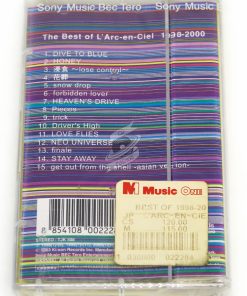 Sony Music Bec Tero Sony Music
The Best of L'Arc-en-Ciel 1998-2000
1. DIVE TO BLUE
2. HONEY
3. 浸食 ~lose control~
4. 花葬
5. snow drop
6. forbidden lover
7. HEAVEN'S DRIVE
8. Pieces
9. trick
10. Driver's High
11. LOVE FLIES
12. NEO UNIVERSE
13. finale
14. STAY AWAY
15. get out from the shell -asian version-
M Music ONE
BEST OF 1998-20
L'ARC-EN-CIE
120.00
115.00
8 854108 00222
STEREO